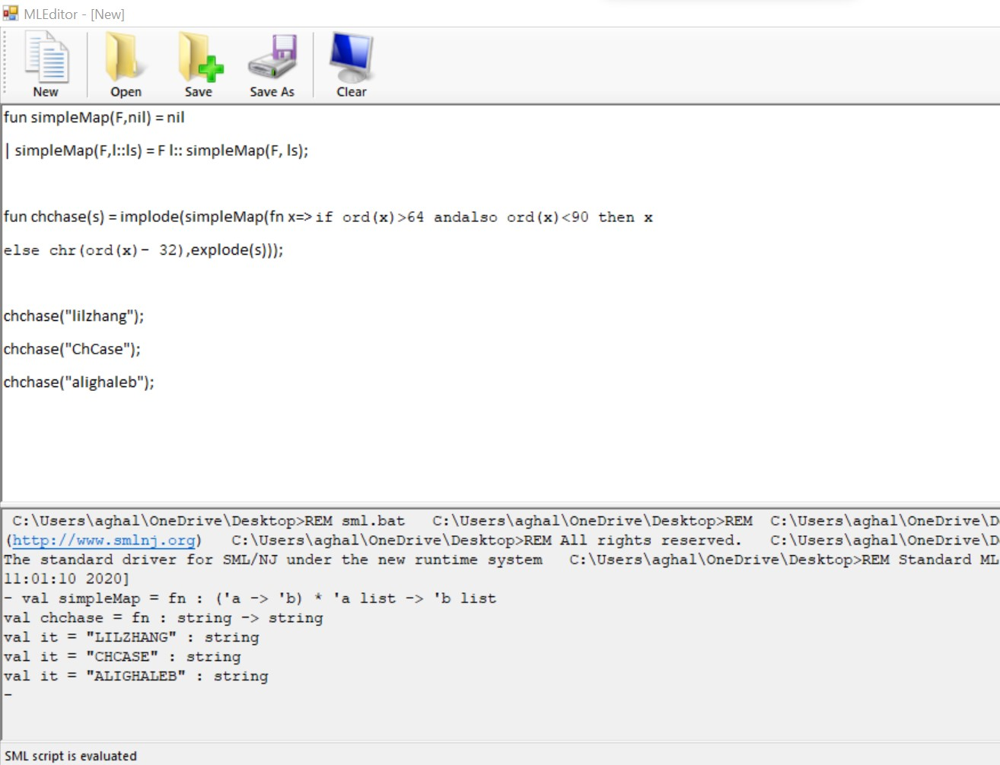 MLEditor - [New]
New Open Save Save As Clear
fun simpleMap(F,nil) = nil
| simpleMap(F,l::ls) = F l:: simpleMap(F, ls);
fun chchase(s) = implode(simpleMap(fn x=> if ord(x)>64 andalso ord(x)<90 then x
else chr(ord(x)- 32),explode(s)));
chchase("lilzhang");
chchase("ChCase");
chchase("alighaleb");
C:\Users\aghal\OneDrive\Desktop>REM sml.bat C:\Users\aghal\OneDrive\Desktop>REM C:\Users\aghal\OneDrive\D
(http://www.smlnj.org) C:\Users\aghal\OneDrive\Desktop>REM All rights reserved. C:\Users\aghal\OneDrive\D
The standard driver for SML/NJ under the new runtime system C:\Users\aghal\OneDrive\Desktop>REM Standard ML
11:01:10 2020]
- val simpleMap = fn : ('a -> 'b) * 'a list -> 'b list
val chchase = fn : string -> string
val it = "LILZHANG" : string
val it = "CHCASE" : string
val it = "ALIGHALEB" : string
-
SML script is evaluated